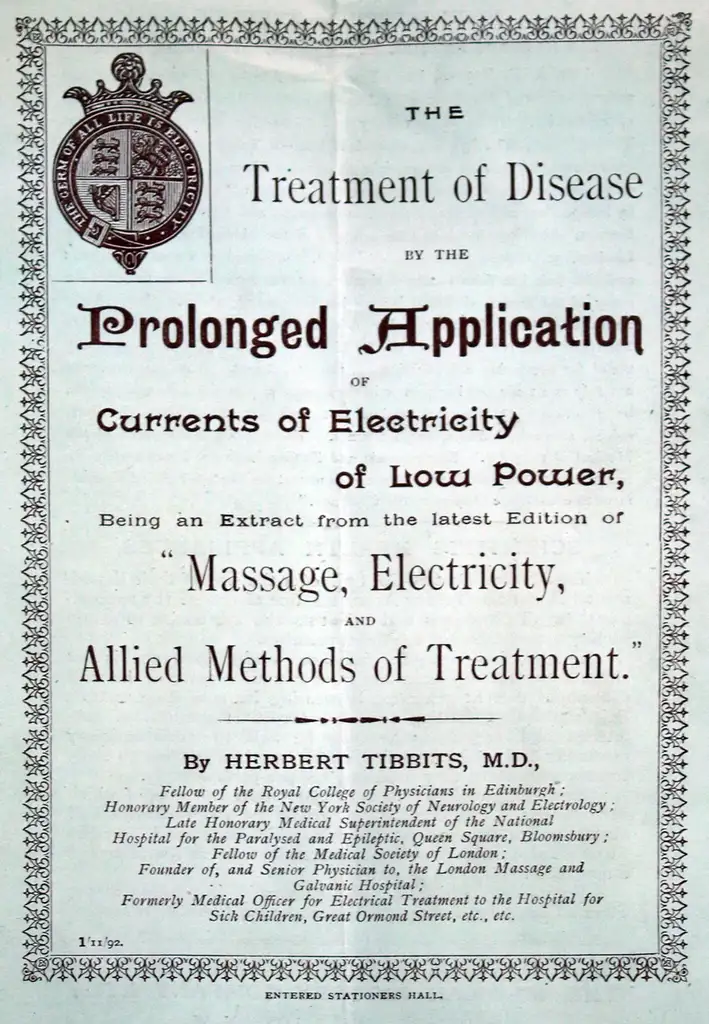 THE GERM OF ALL LIFE IS ELECTRICITY
THE
Treatment of Disease
BY THE
Prolonged Application
OF
Currents of Electricity
of Low Power,
Being an Extract from the latest Edition of
"Massage, Electricity,
AND
Allied Methods of Treatment."
By HERBERT TIBBITS, M.D.,
Fellow of the Royal College of Physicians in Edinburgh;
Honorary Member of the New York Society of Neurology and Electrology;
Late Honorary Medical Superintendent of the National
Hospital for the Paralysed and Epileptic, Queen Square, Bloomsbury;
Fellow of the Medical Society of London;
Founder of, and Senior Physician to, the London Massage and
Galvanic Hospital;
Formerly Medical Officer for Electrical Treatment to the Hospital for
Sick Children, Great Ormond Street, etc., etc.
1'11/92.
ENTERED STATIONERS HALL.